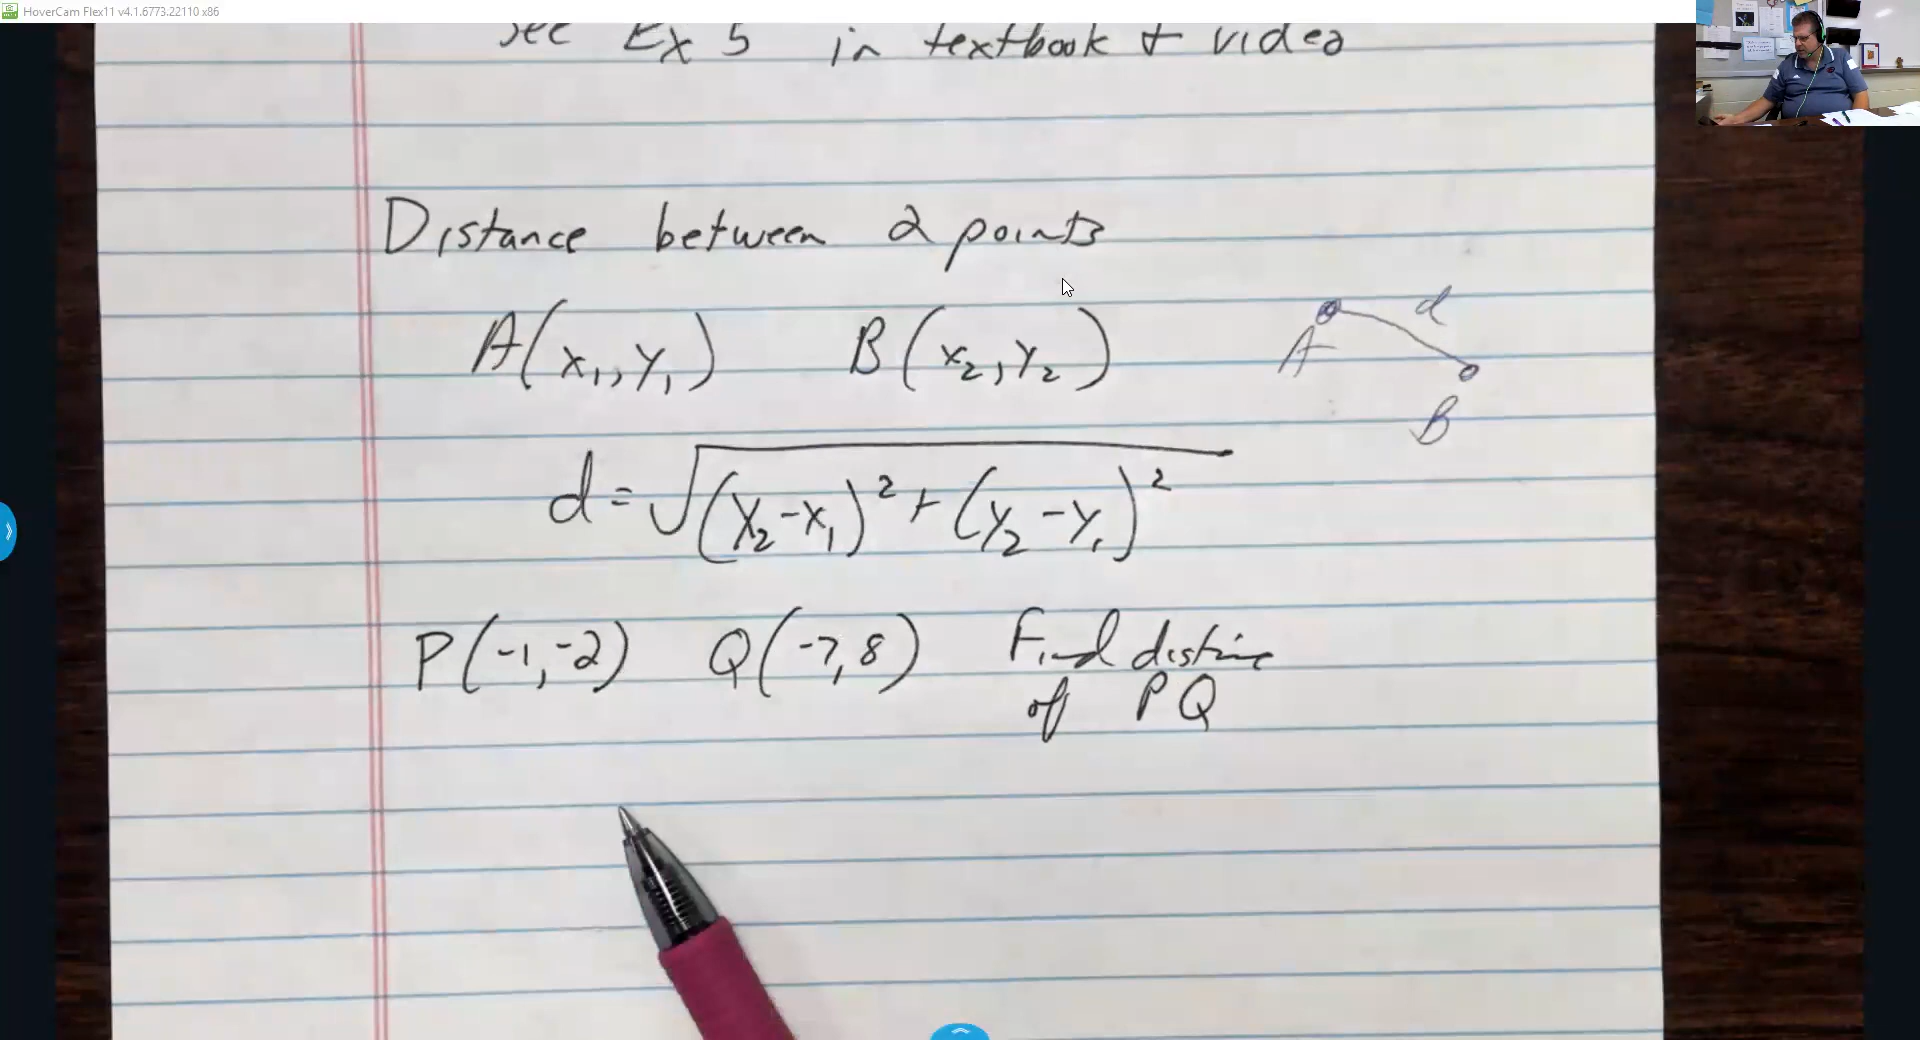 HoverCam Flex11 v4.1.6773.22110 x86
See Ex 5 in textbook + video
Distance between 2 points
A(x₁, y₁) B(x₂, y₂)
A d B
d = √(x₂-x₁)² + (y₂-y₁)²
P(-1,-2) Q(-7,8) Find distance
of PQ